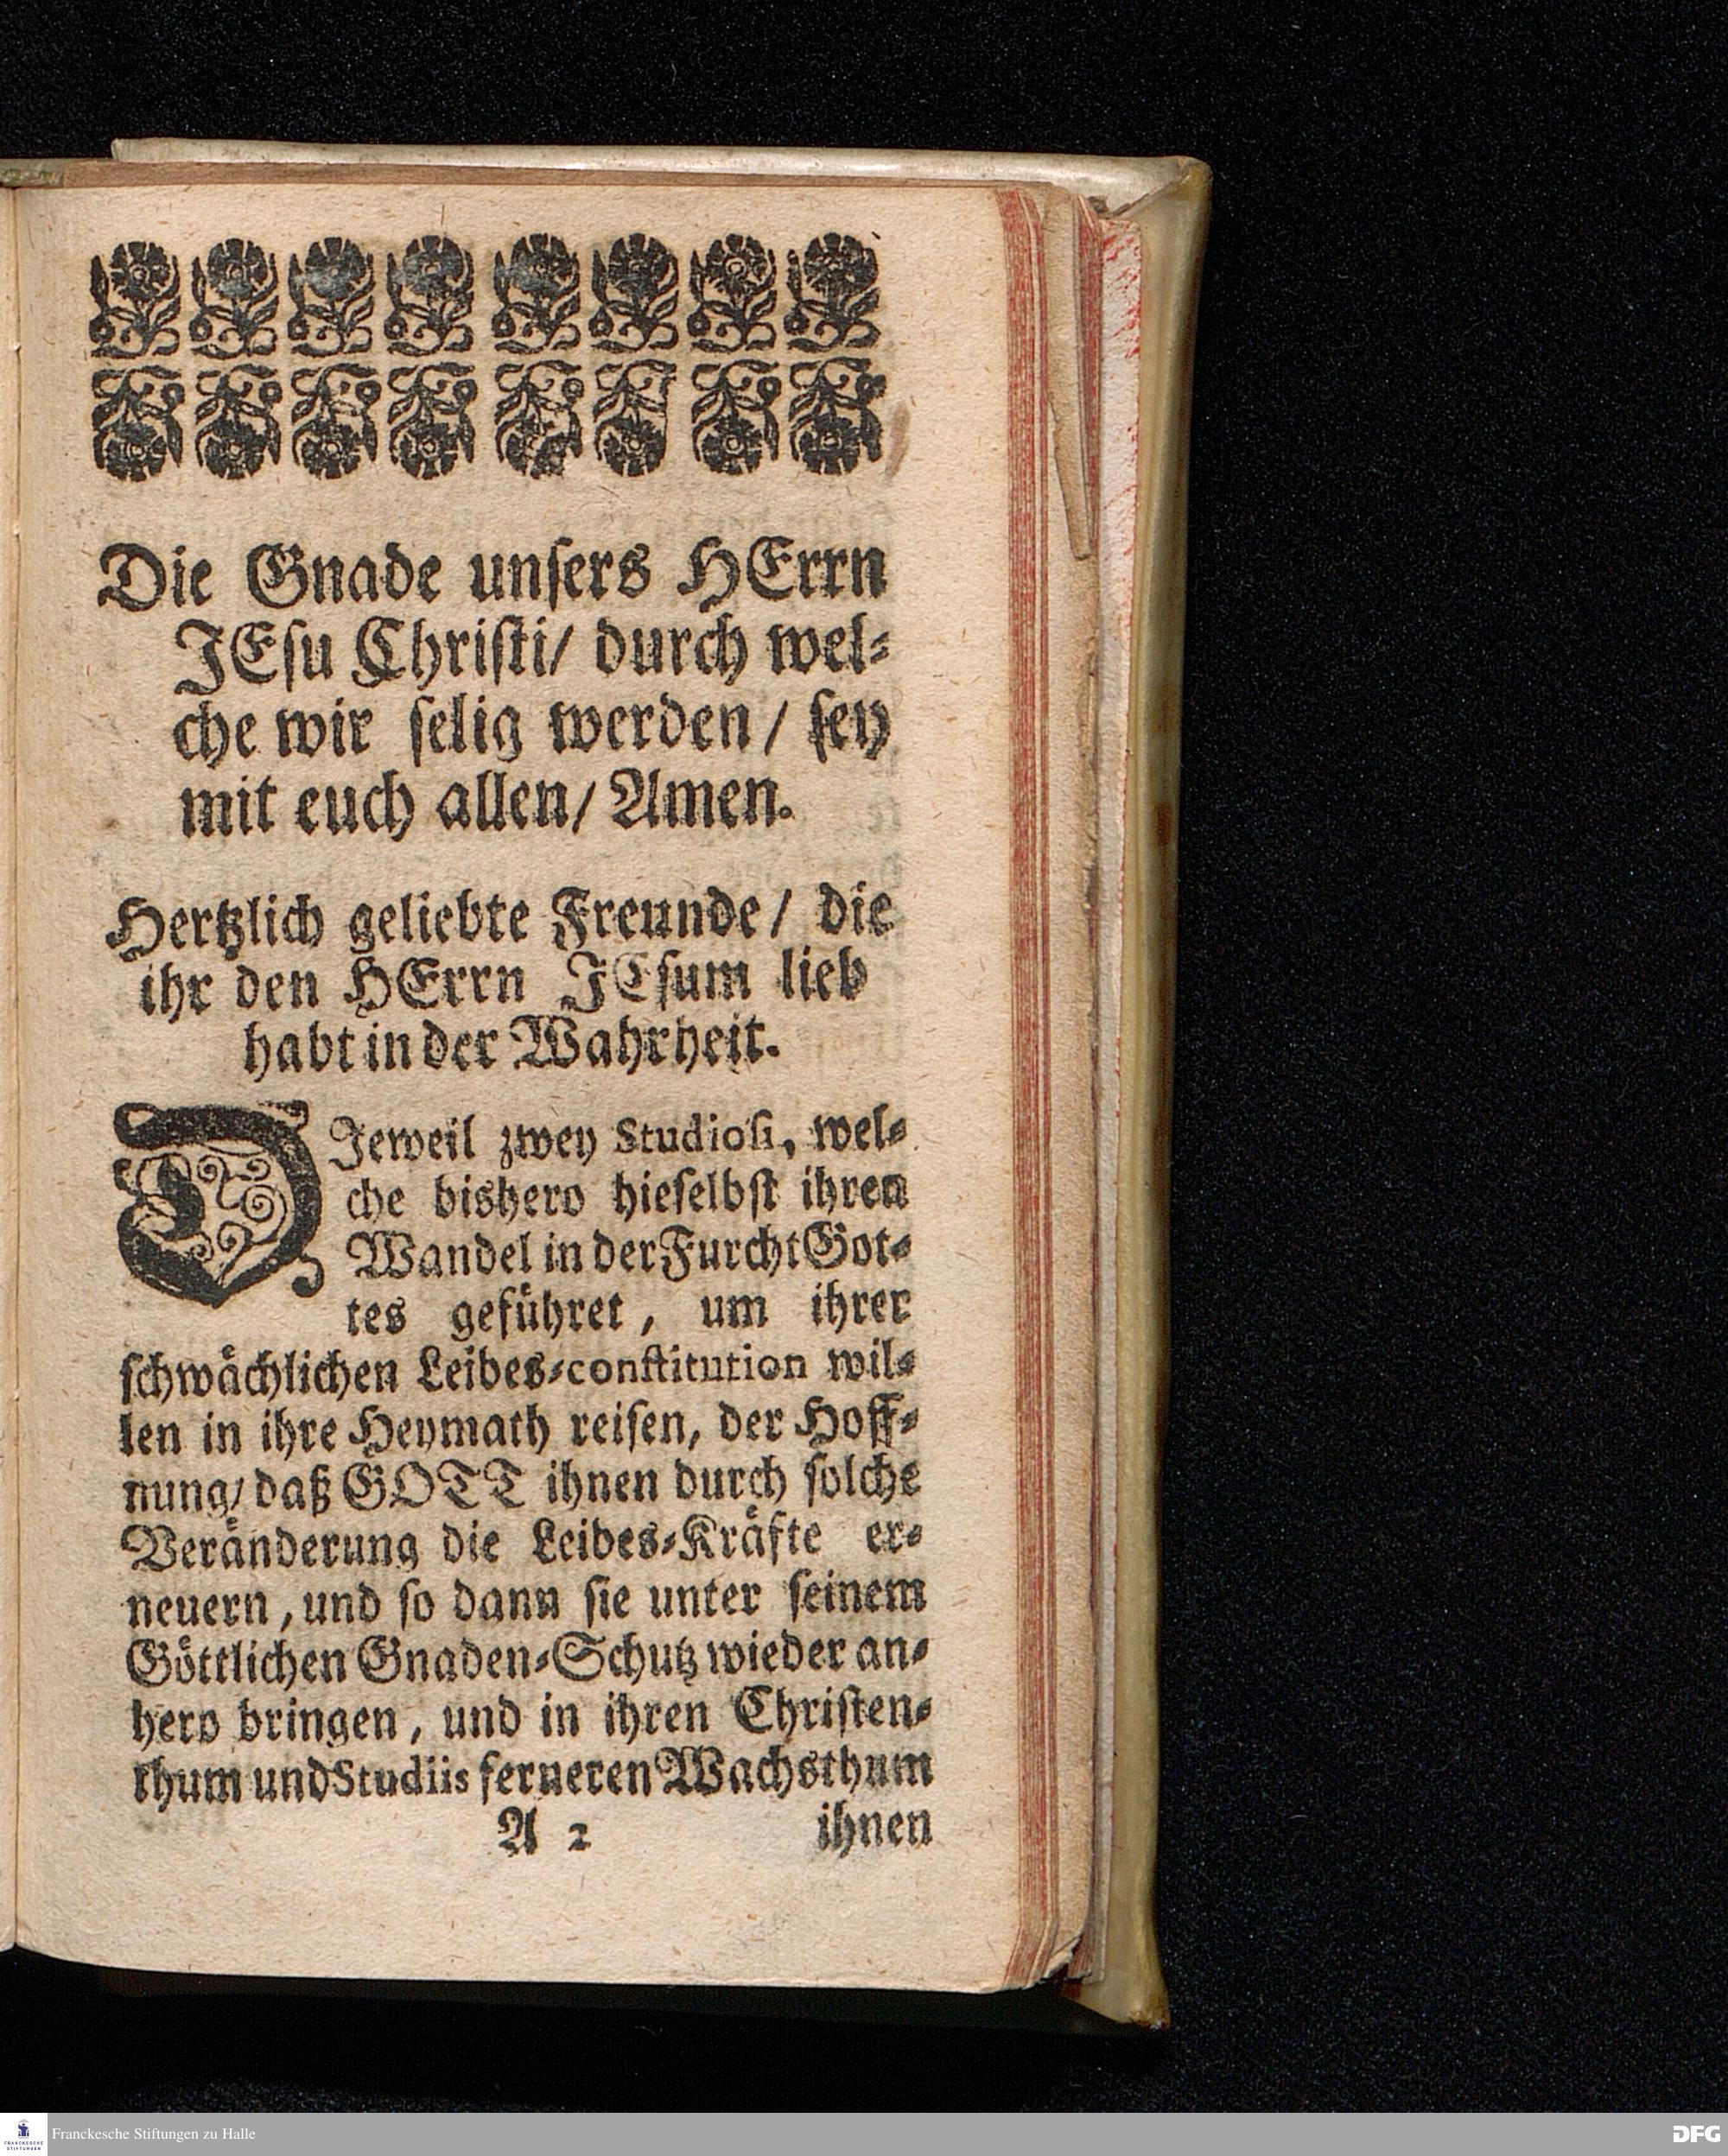 Die Gnade unſers HErrn
JEſu Chriſti/ durch wel⸗
che wir ſelig werden/ ſey
mit euch allen/ Amen.
Hertzlich geliebte Freunde/ die
ihr den HErrn JEſum lieb
habt in der Wahrheit.
DJeweil zwey Studioſi, wel⸗
che bishero hieſelbſt ihren
Wandel in der Furcht Got⸗
tes geführet, um ihrer
ſchwächlichen Leibes⸗conſtitution wil⸗
len in ihre Heymath reiſen, der Hoff⸗
nung/ daß GOTT ihnen durch ſolche
Veränderung die Leibes⸗Kräfte er⸗
neuern, und ſo dann ſie unter ſeinem
Göttlichen Gnaden⸗Schutz wieder an⸗
hero bringen, und in ihren Chriſten⸗
thum und Studiis ferneren Wachsthum
A 2 ihnen
FRANCKESCHE STIFTUNGEN Franckesche Stiftungen zu Halle DFG